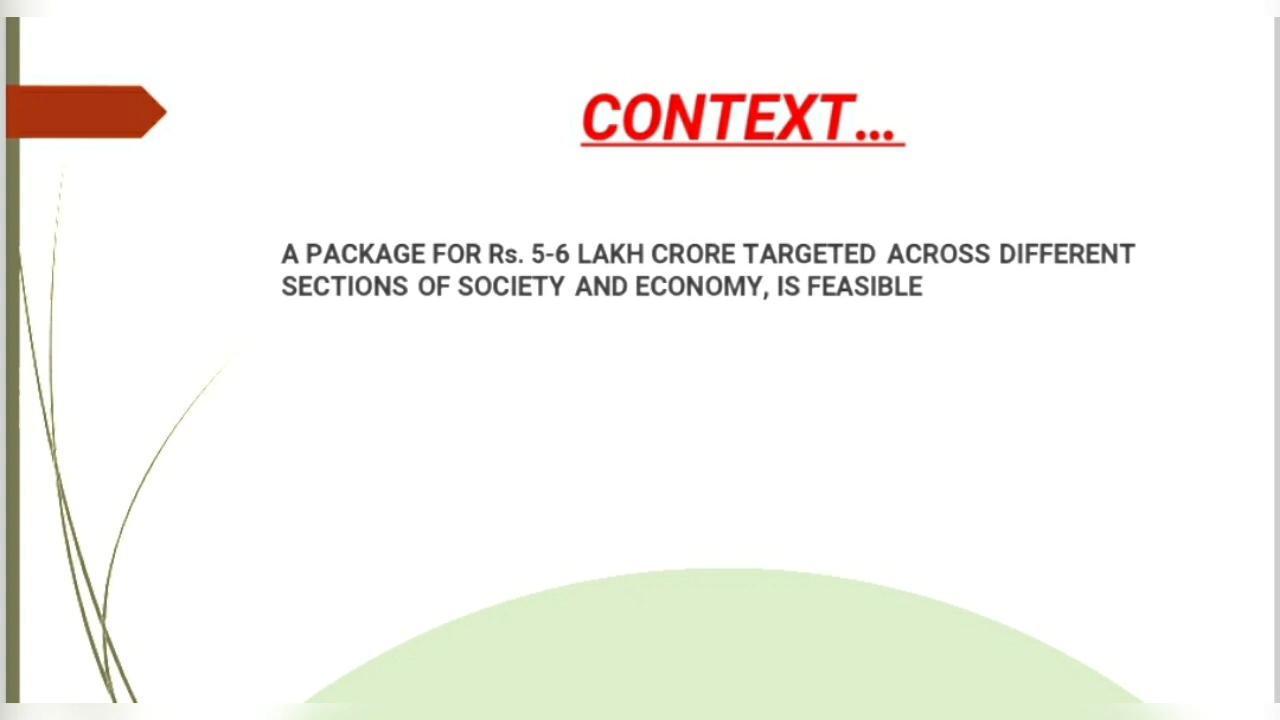 CONTEXT...
A PACKAGE FOR Rs. 5-6 LAKH CRORE TARGETED ACROSS DIFFERENT
SECTIONS OF SOCIETY AND ECONOMY, IS FEASIBLE